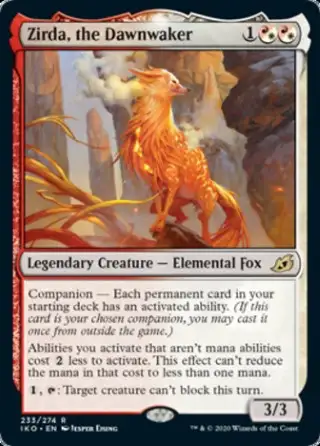 Zirda, the Dawnwaker 1
Legendary Creature — Elemental Fox
Companion — Each permanent card in your
starting deck has an activated ability. (If this
card is your chosen companion, you may cast it
once from outside the game.)
Abilities you activate that aren't mana abilities
cost 2 less to activate. This effect can't reduce
the mana in that cost to less than one mana.
1, : Target creature can't block this turn.
3/3
233/274 R
IKO • EN Jesper Ejsing
™ & © 2020 Wizards of the Coast